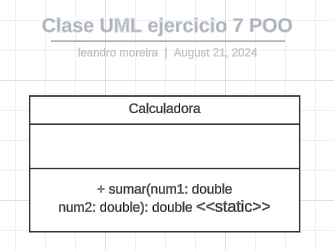 Clase UML ejercicio 7 POO
leandro moreira | August 21, 2024
Calculadora
+ sumar(num1: double
num2: double): double <<static>>